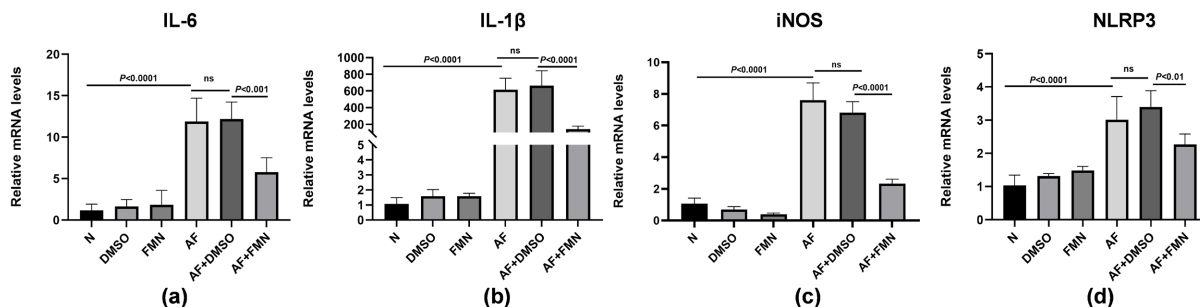 IL-6
Relative mRNA levels
20
15
10
5
0
P<0.0001
ns
P<0.001
N
DMSO
FMN
AF
AF+DMSO
AF+FMN
(a)
IL-1β
Relative mRNA levels
1000
800
600
400
200
5
4
3
2
1
0
P<0.0001
ns
P<0.0001
N
DMSO
FMN
AF
AF+DMSO
AF+FMN
(b)
iNOS
Relative mRNA levels
10
8
6
4
2
0
P<0.0001
ns
P<0.0001
N
DMSO
FMN
AF
AF+DMSO
AF+FMN
(c)
NLRP3
Relative mRNA levels
5
4
3
2
1
0
P<0.0001
ns
P<0.01
N
DMSO
FMN
AF
AF+DMSO
AF+FMN
(d)